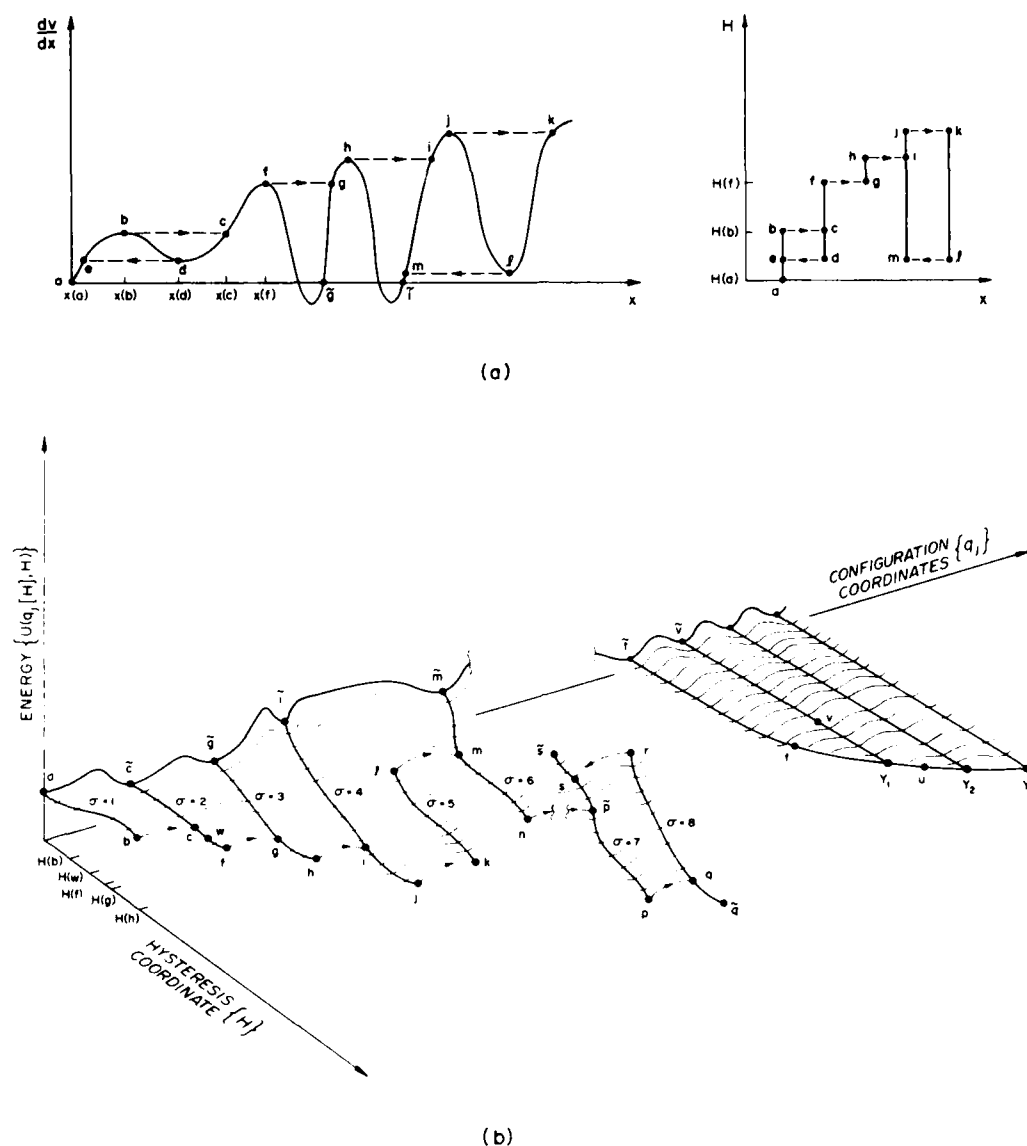 dv
dx
b
c
e
d
a
f
g
h
i
j
k
m
ℓ
g̃
ĩ
x(a)
x(b)
x(d)
x(c)
x(f)
x
H
H(f)
H(b)
H(a)
j
k
h
i
f
g
b
c
e
d
a
m
ℓ
x
(a)
ENERGY {U(qj [H], H)}
CONFIGURATION {qj}
COORDINATES
HYSTERESIS
COORDINATE {H}
a
c̃
g̃
ĩ
m̃
σ=1
σ=2
σ=3
σ=4
σ=5
σ=6
σ=7
σ=8
b
c
w
f
g
h
i
j
ℓ
k
m
n
s̃
s
p̃
r
p
q
q̃
ṽ
v
Y1
u
Y2
H(b)
H(w)
H(f)
H(g)
H(h)
(b)